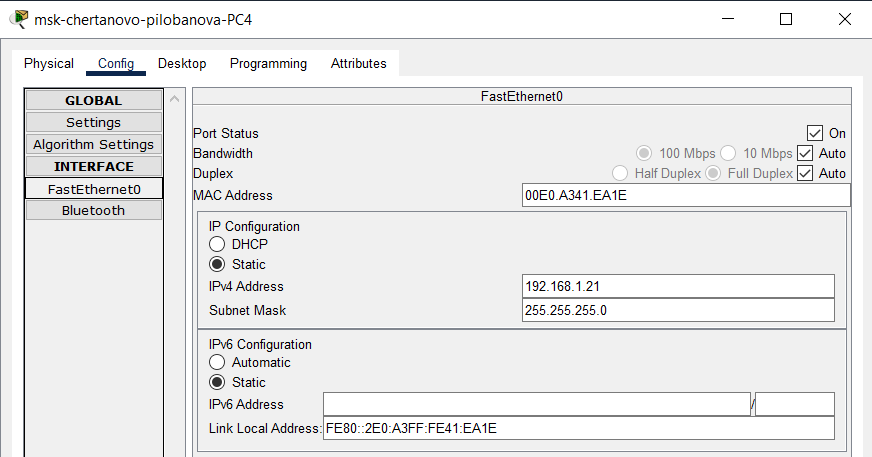 msk-chertanovo-pilobanova-PC4
Physical Config Desktop Programming Attributes
GLOBAL
Settings
Algorithm Settings
INTERFACE
FastEthernet0
Bluetooth
FastEthernet0
Port Status On
Bandwidth 100 Mbps 10 Mbps Auto
Duplex Half Duplex Full Duplex Auto
MAC Address 00E0.A341.EA1E
IP Configuration
DHCP
Static
IPv4 Address 192.168.1.21
Subnet Mask 255.255.255.0
IPv6 Configuration
Automatic
Static
IPv6 Address /
Link Local Address: FE80::2E0:A3FF:FE41:EA1E